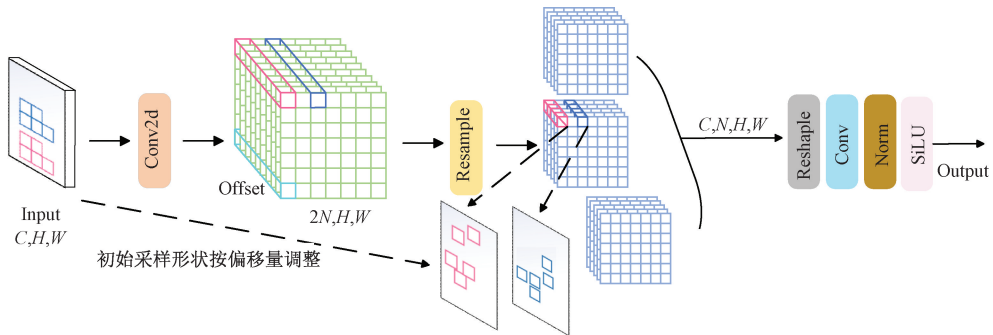 Input
C,H,W
Conv2d
Offset
2N,H,W
初始采样形状按偏移量调整
Resample
C,N,H,W
Reshape
Conv
Norm
SiLU
Output